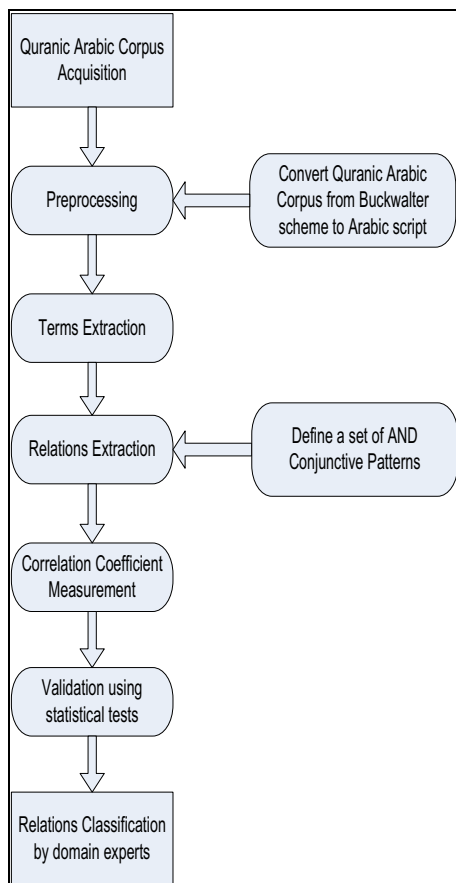 Quranic Arabic Corpus
Acquisition
Preprocessing
Convert Quranic Arabic
Corpus from Buckwalter
scheme to Arabic script
Terms Extraction
Relations Extraction
Define a set of AND
Conjunctive Patterns
Correlation Coefficient
Measurement
Validation using
statistical tests
Relations Classification
by domain experts